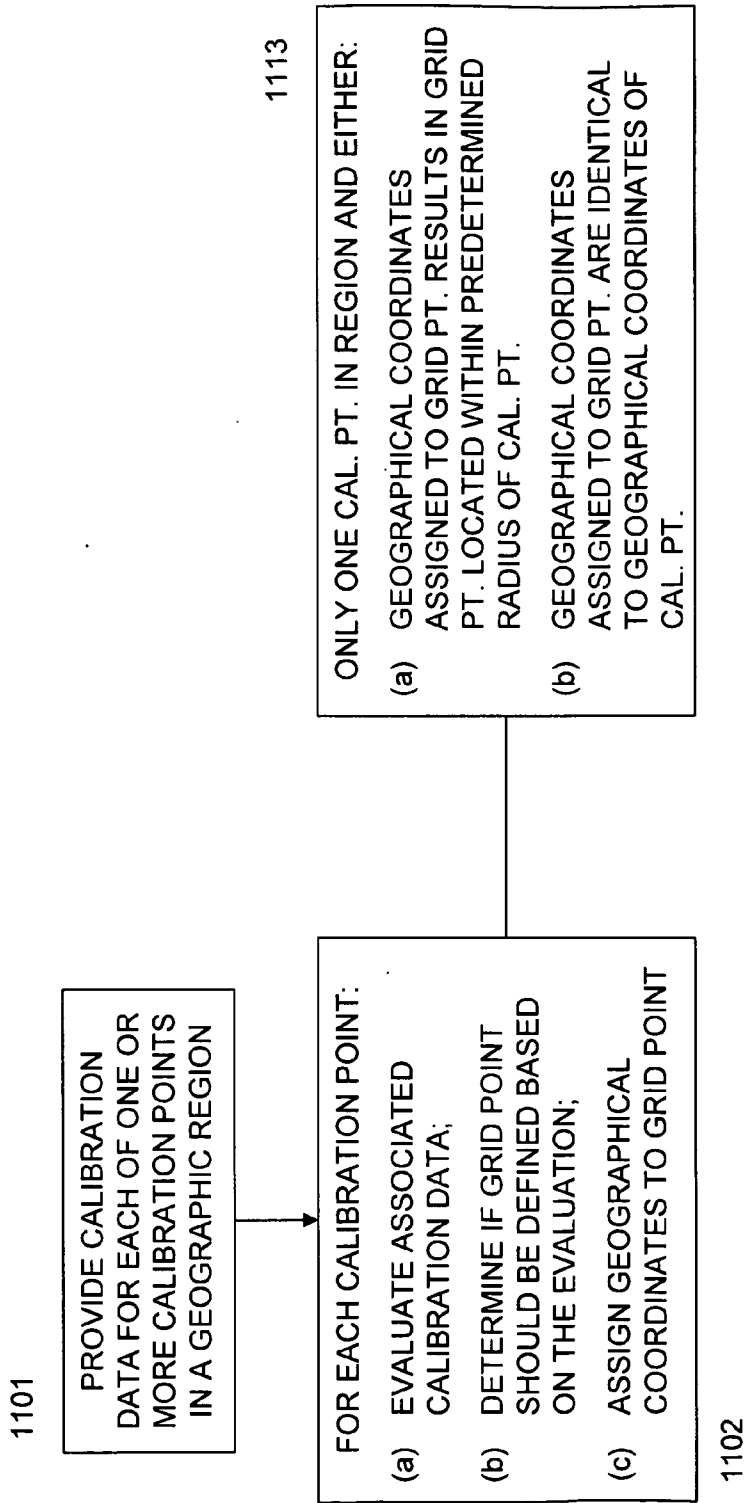 1101
PROVIDE CALIBRATION
DATA FOR EACH OF ONE OR
MORE CALIBRATION POINTS
IN A GEOGRAPHIC REGION
FOR EACH CALIBRATION POINT:
(a) EVALUATE ASSOCIATED
CALIBRATION DATA;
(b) DETERMINE IF GRID POINT
SHOULD BE DEFINED BASED
ON THE EVALUATION;
(c) ASSIGN GEOGRAPHICAL
COORDINATES TO GRID POINT
1102
1113
ONLY ONE CAL. PT. IN REGION AND EITHER:
(a) GEOGRAPHICAL COORDINATES
ASSIGNED TO GRID PT. RESULTS IN GRID
PT. LOCATED WITHIN PREDETERMINED
RADIUS OF CAL. PT.
(b) GEOGRAPHICAL COORDINATES
ASSIGNED TO GRID PT. ARE IDENTICAL
TO GEOGRAPHICAL COORDINATES OF
CAL. PT.